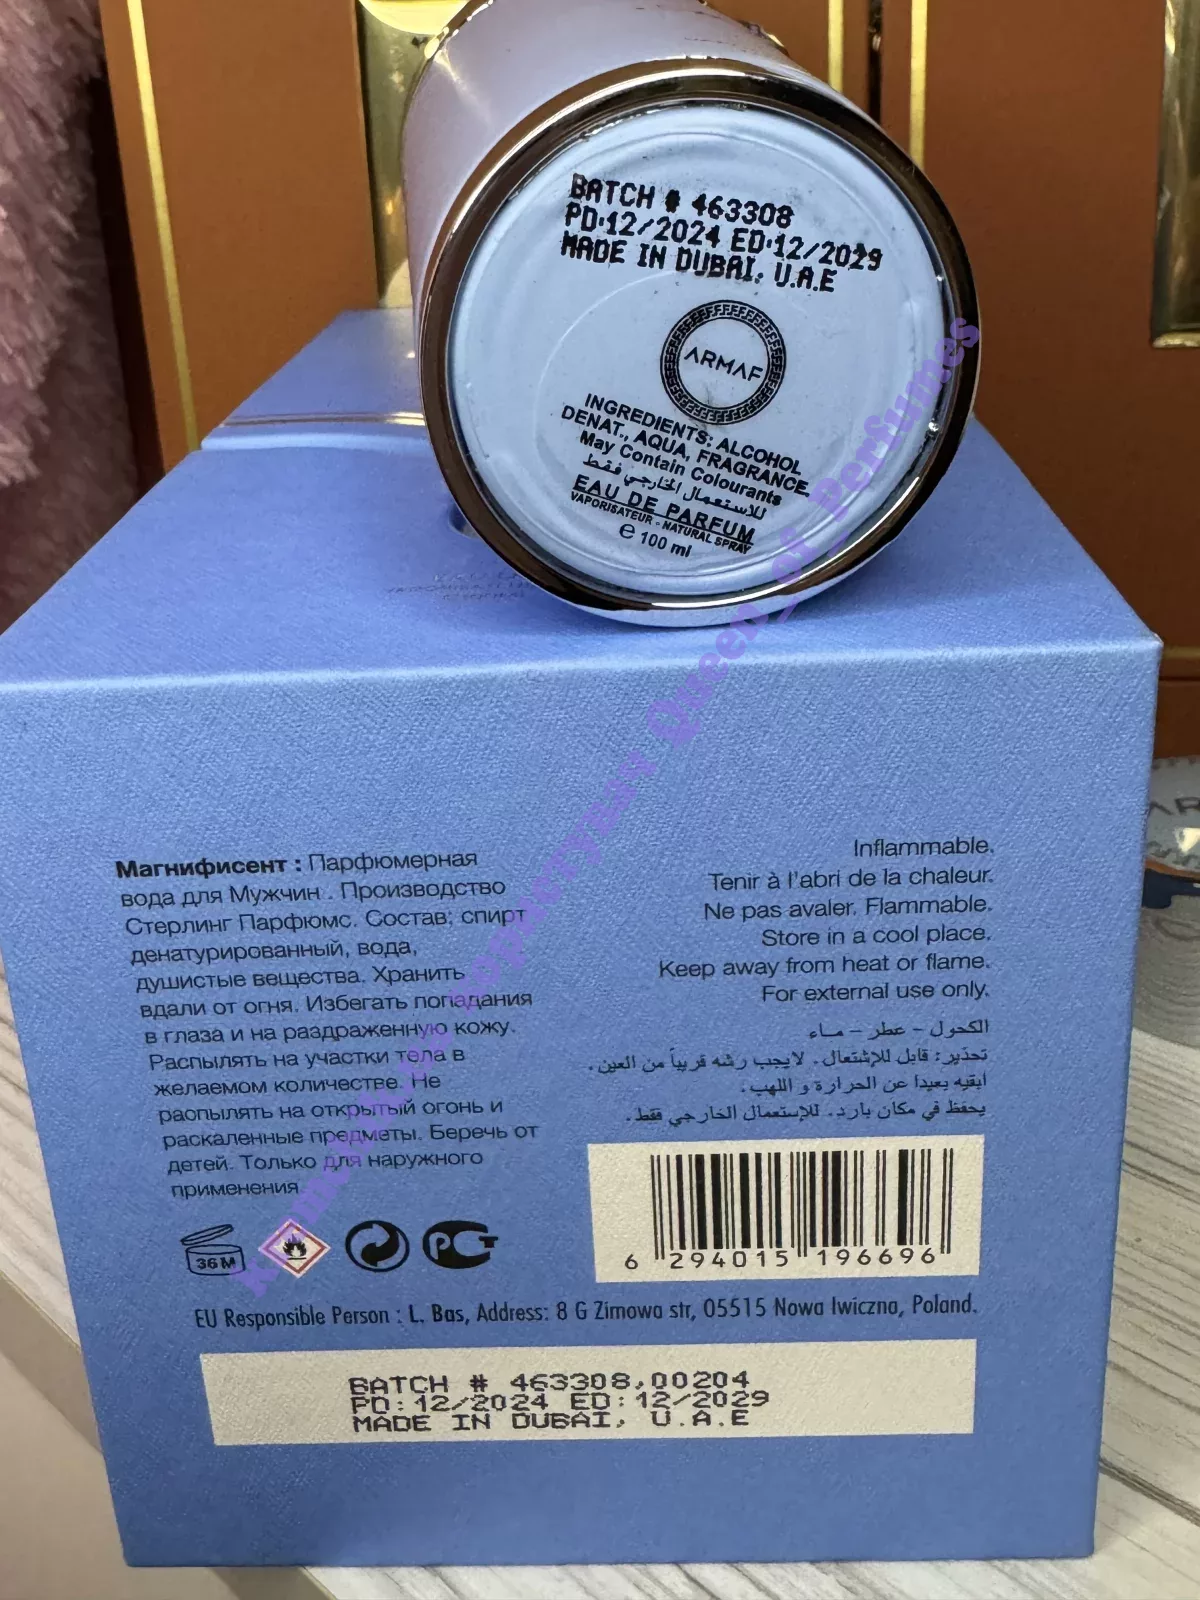 BATCH # 463308
PD:12/2024 ED:12/2029
MADE IN DUBAI, U.A.E
ARMAF
INGREDIENTS: ALCOHOL
DENAT., AQUA, FRAGRANCE,
May Contain Colourants
للاستعمال الخارجي فقط
EAU DE PARFUM
VAPORISATEUR - NATURAL SPRAY
e 100 ml
Магнифисент : Парфюмерная
вода для Мужчин . Производство
Стерлинг Парфюмс. Состав; спирт
денатурированный, вода,
душистые вещества. Хранить
вдали от огня. Избегать попадания
в глаза и на раздраженную кожу.
Распылять на участки тела в
желаемом количестве. Не
распылять на открытый огонь и
раскаленные предметы. Беречь от
детей. Только для наружного
применения
Inflammable.
Tenir à l'abri de la chaleur.
Ne pas avaler. Flammable.
Store in a cool place.
Keep away from heat or flame.
For external use only.
الكحول - عطر - ماء
تحذير: قابل للإشتعال. لايجب رشه قريباً من العين.
ابقيه بعيدا عن الحرارة و اللهب.
يحفظ في مكان بارد. للإستعمال الخارجي فقط.
36M
6 294015 196696
EU Responsible Person : L. Bas, Address: 8 G Zimowa str, 05515 Nowa Iwiczna, Poland.
BATCH # 463308,00204
PD:12/2024 ED:12/2029
MADE IN DUBAI, U.A.E
користувач Queen_of_Perfumes